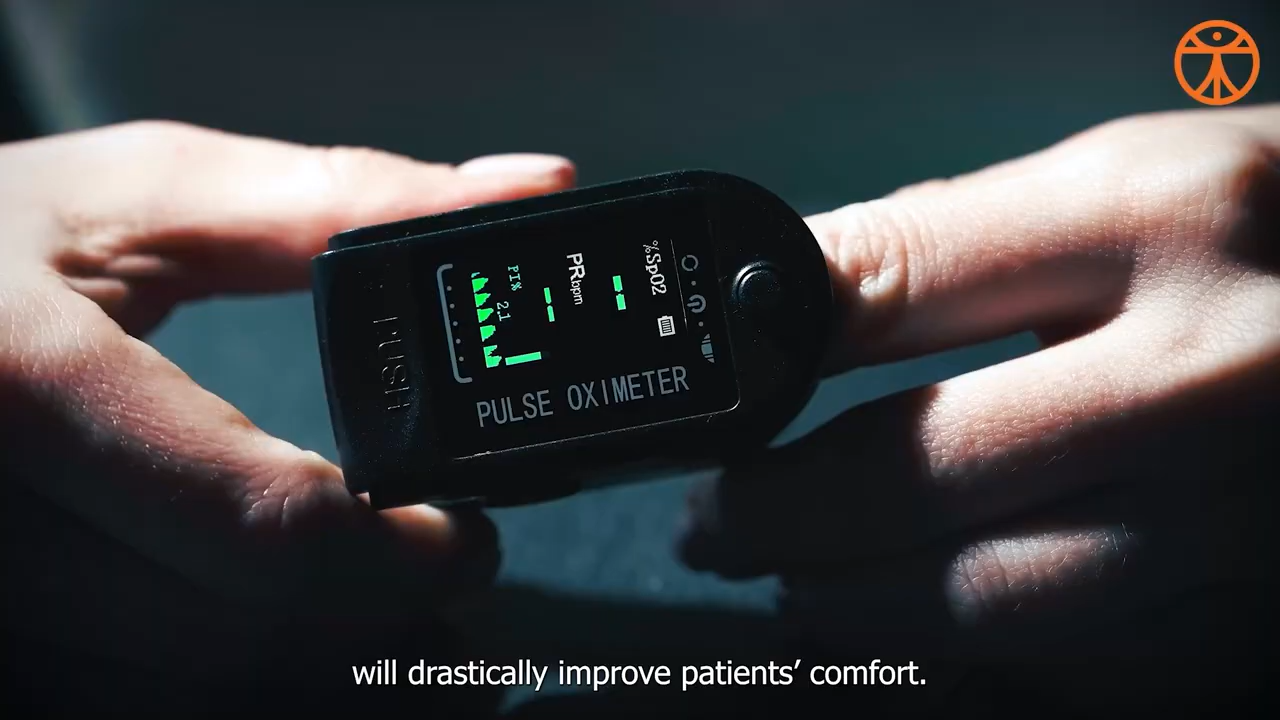 %SpO2
PRbpm
PI% 2.1
PULSE OXIMETER
PUSH
will drastically improve patients’ comfort.